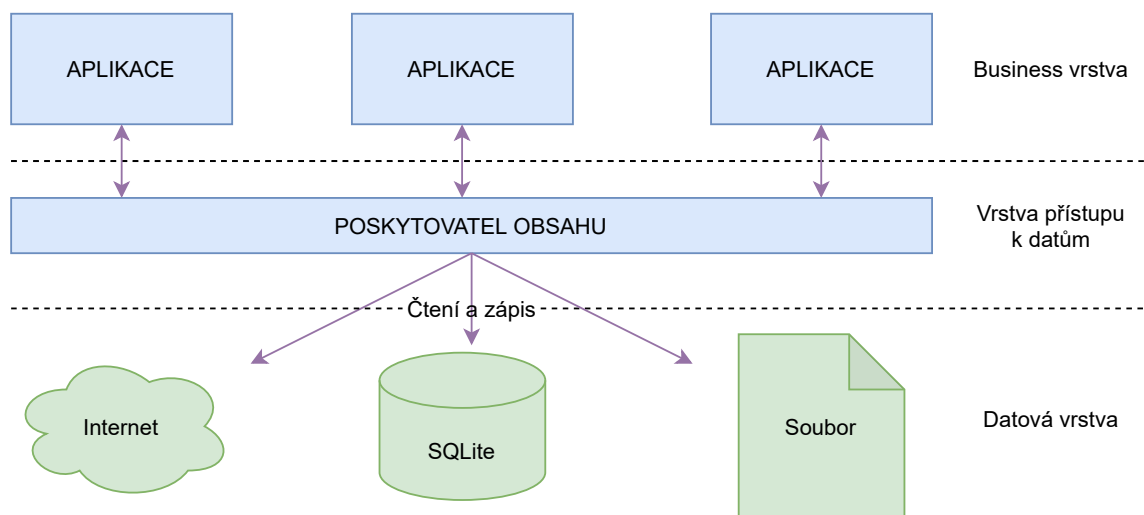 APLIKACE
APLIKACE
APLIKACE
Business vrstva
POSKYTOVATEL OBSAHU
Vrstva přístupu
k datům
Čtení a zápis
Internet
SQLite
Soubor
Datová vrstva